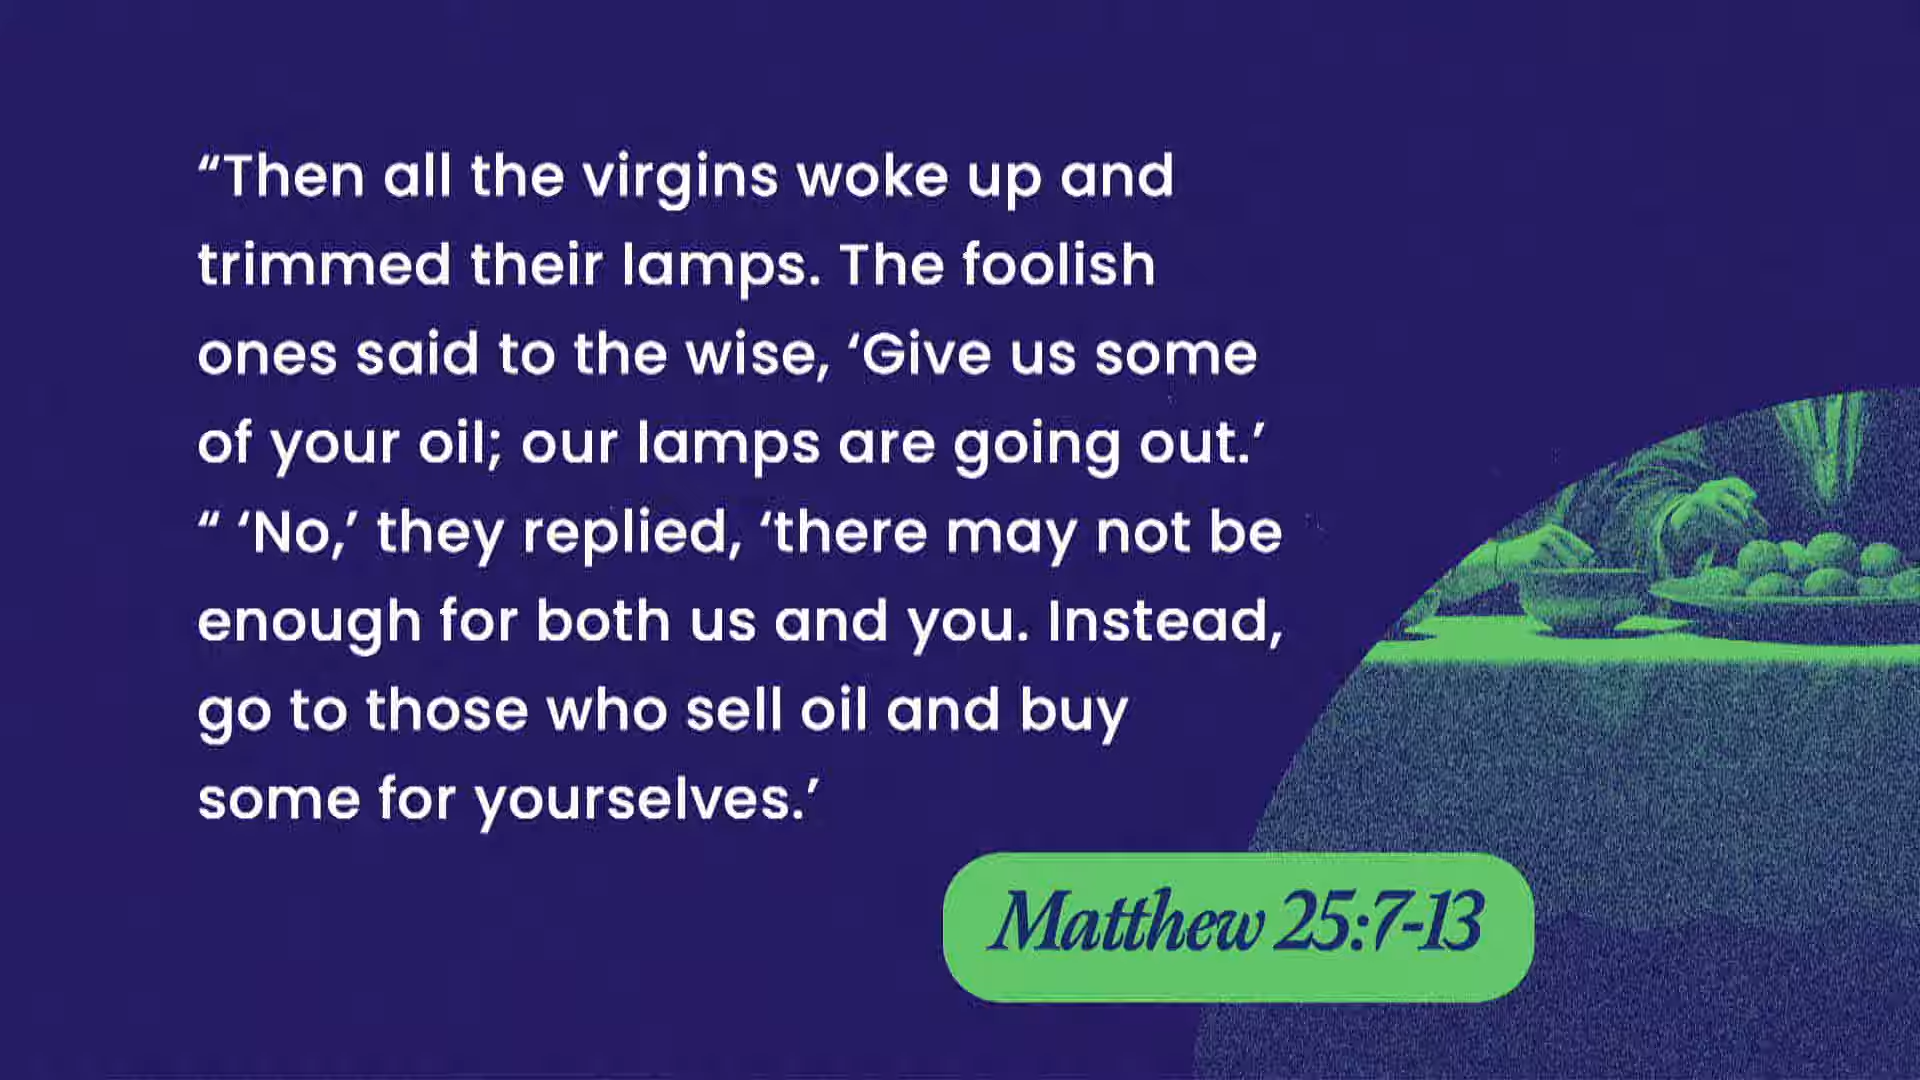 “Then all the virgins woke up and
trimmed their lamps. The foolish
ones said to the wise, ‘Give us some
of your oil; our lamps are going out.’
“ ‘No,’ they replied, ‘there may not be
enough for both us and you. Instead,
go to those who sell oil and buy
some for yourselves.’
Matthew 25:7-13